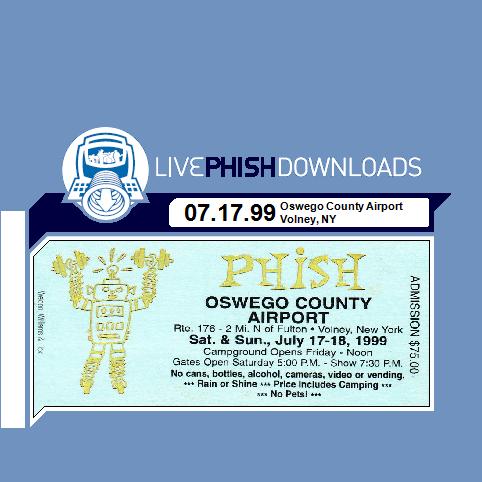 LIVEPHISHDOWNLOADS
07.17.99
Oswego County Airport
Volney, NY
PHiSH
OSWEGO COUNTY
AIRPORT
Rte. 176 - 2 Mi. N of Fulton • Volney, New York
Sat. & Sun., July 17-18, 1999
Campground Opens Friday - Noon
Gates Open Saturday 5:00 P.M. - Show 7:30 P.M.
No cans, bottles, alcohol, cameras, video or vending.
*** Rain or Shine *** Price Includes Camping ***
*** No Pets! ***
ADMISSION $75.00